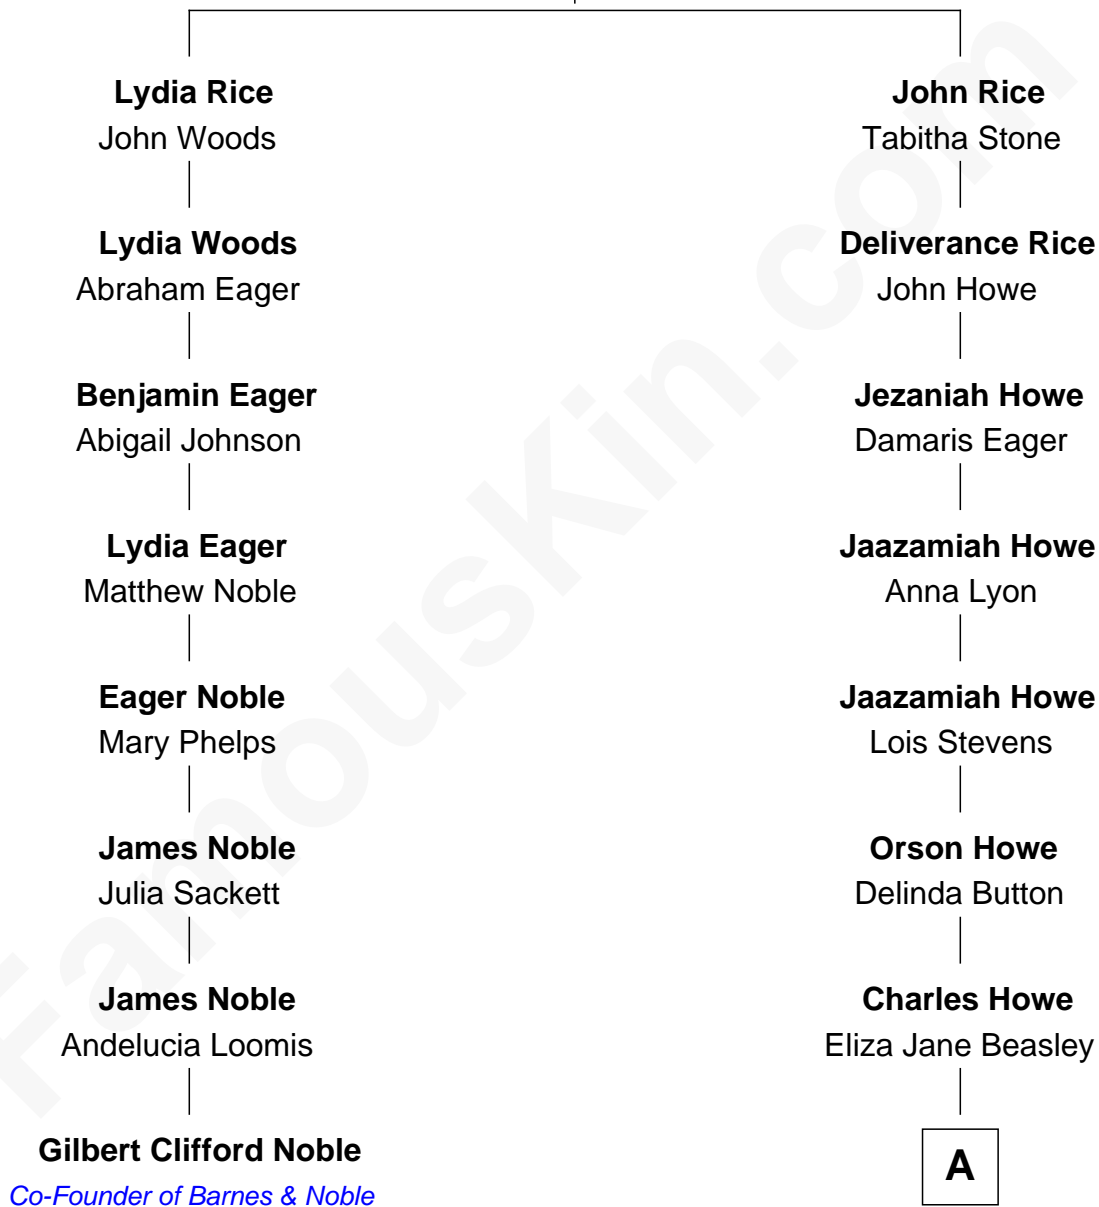 Lydia Rice
John Woods
Lydia Woods
Abraham Eager
Benjamin Eager
Abigail Johnson
Lydia Eager
Matthew Noble
Eager Noble
Mary Phelps
James Noble
Julia Sackett
James Noble
Andelucia Loomis
Gilbert Clifford Noble
Co-Founder of Barnes & Noble
John Rice
Tabitha Stone
Deliverance Rice
John Howe
Jezaniah Howe
Damaris Eager
Jaazamiah Howe
Anna Lyon
Jaazamiah Howe
Lois Stevens
Orson Howe
Delinda Button
Charles Howe
Eliza Jane Beasley
A
FamousKin.com